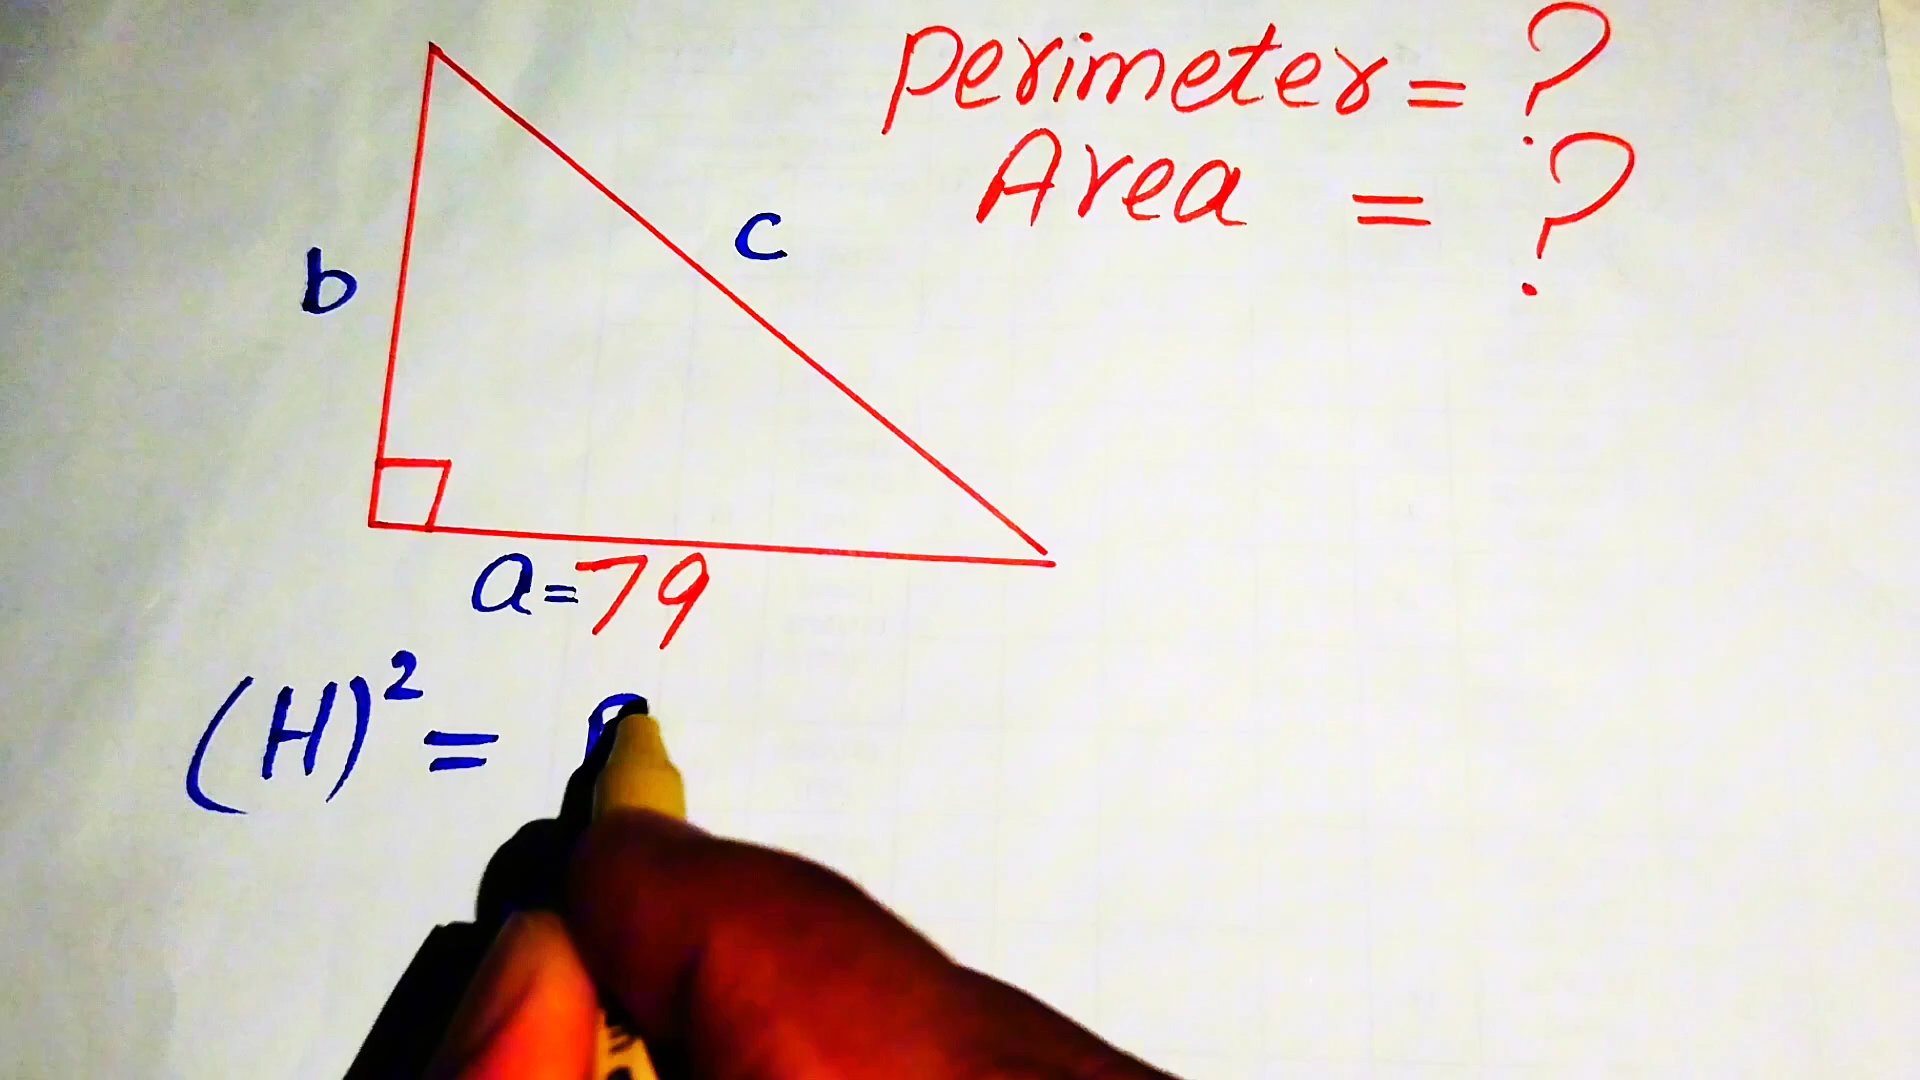 perimeter = ?
Area = ?
c
b
a=79
(H)² =